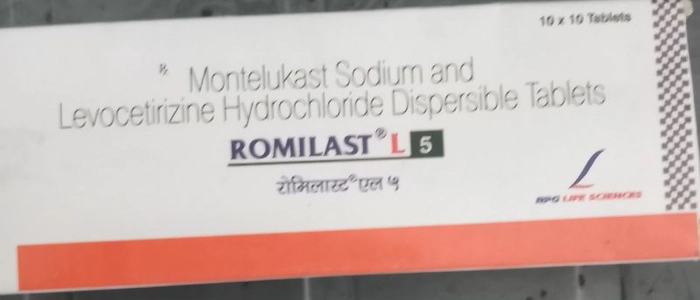 10 x 10 Tablets
℞ Montelukast Sodium and
Levocetirizine Hydrochloride Dispersible Tablets
ROMILAST® L 5
रोमिलास्ट® एल ५
RPG LIFE SCIENCES